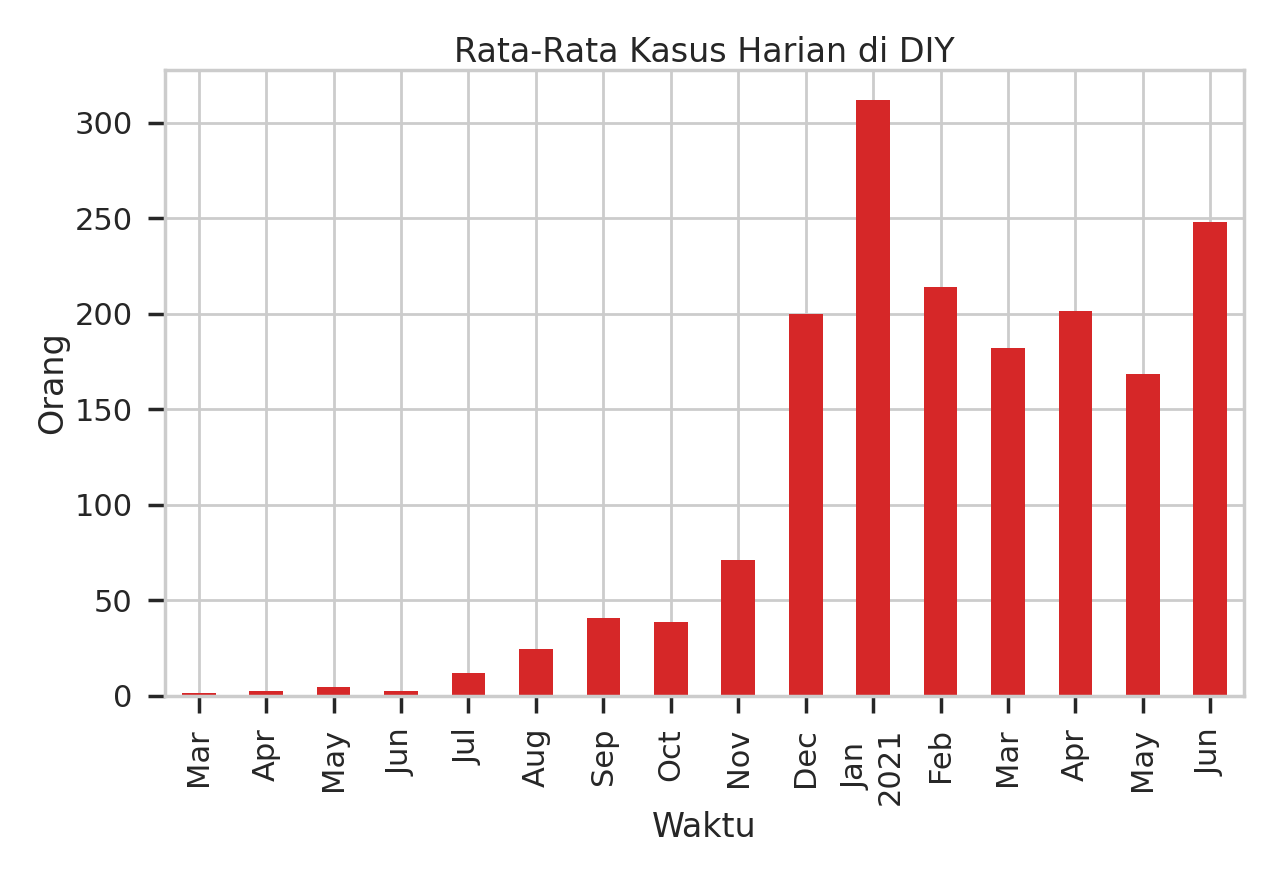 Rata-Rata Kasus Harian di DIY
300
250
200
150
100
50
0
Orang
Mar
Apr
May
Jun
Jul
Aug
Sep
Oct
Nov
Dec
Jan
2021
Feb
Mar
Apr
May
Jun
Waktu